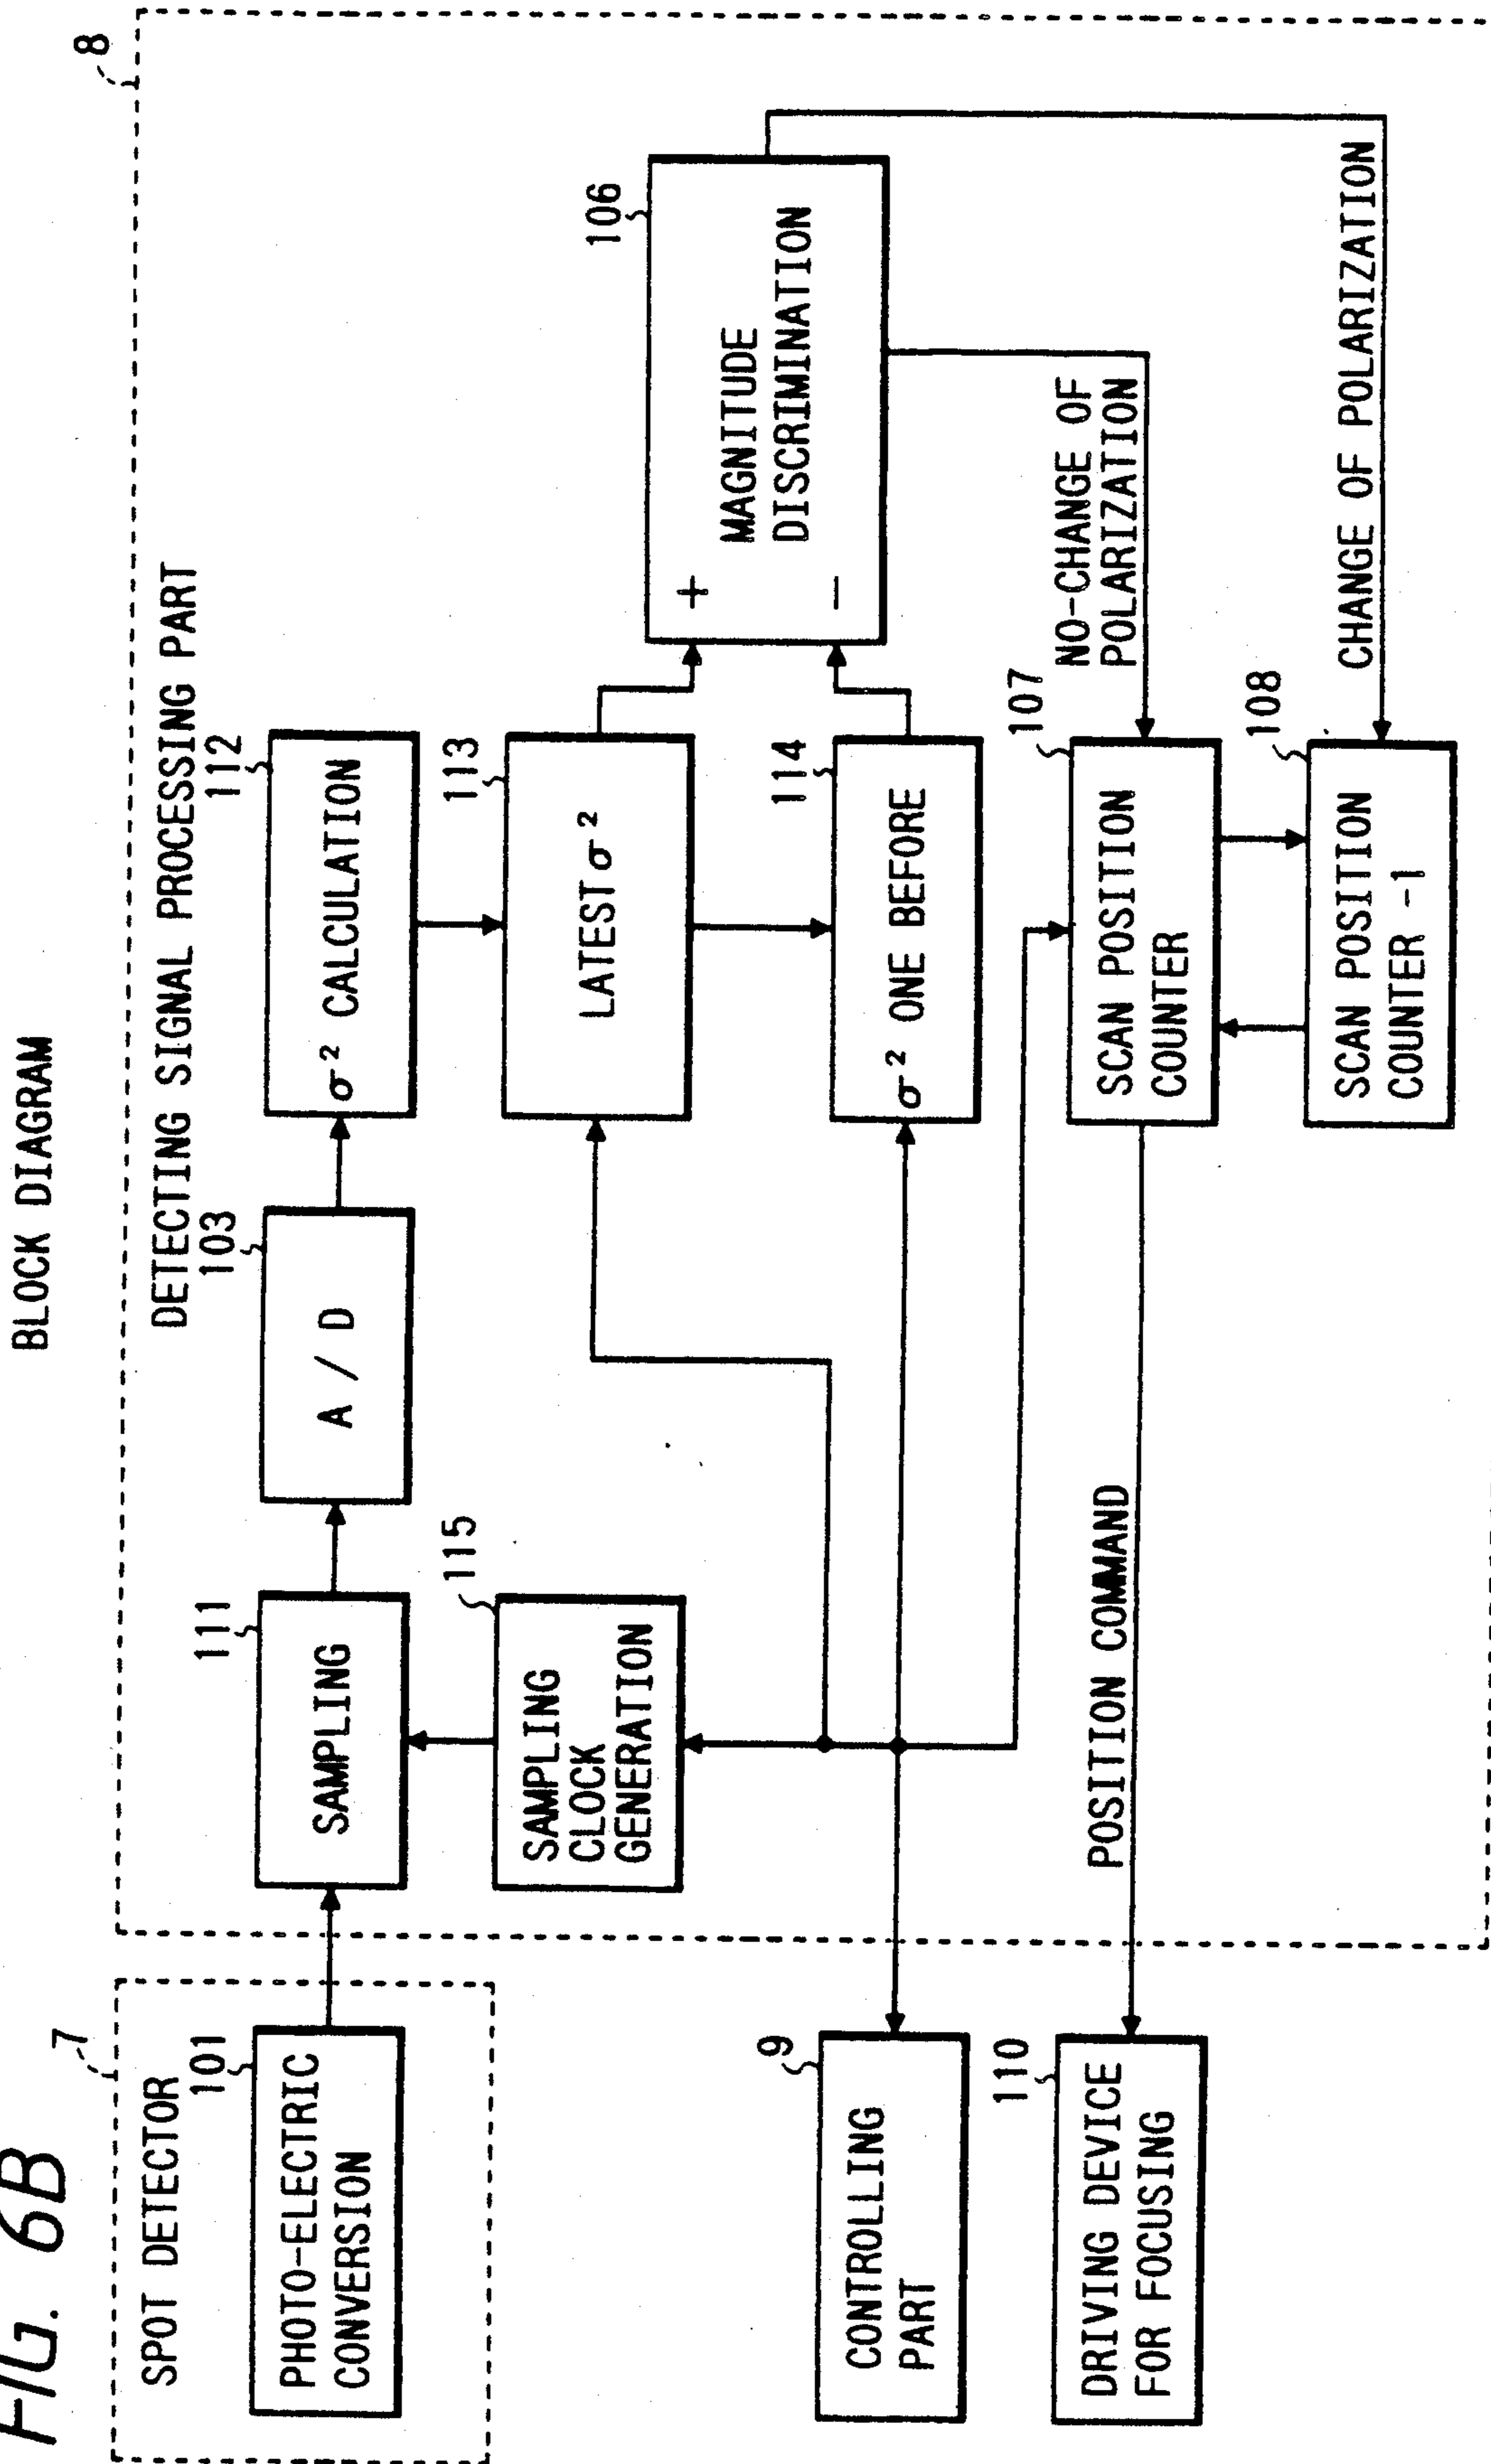 FIG. 6B
BLOCK DIAGRAM
7
SPOT DETECTOR
101
PHOTO-ELECTRIC
CONVERSION
8
DETECTING SIGNAL PROCESSING PART
111
SAMPLING
103
A / D
112
σ² CALCULATION
115
SAMPLING
CLOCK
GENERATION
113
LATEST σ²
114
σ² ONE BEFORE
106
+
−
MAGNITUDE
DISCRIMINATION
9
CONTROLLING
PART
110
DRIVING DEVICE
FOR FOCUSING
POSITION COMMAND
107
SCAN POSITION
COUNTER
NO-CHANGE OF
POLARIZATION
108
SCAN POSITION
COUNTER -1
CHANGE OF POLARIZATION